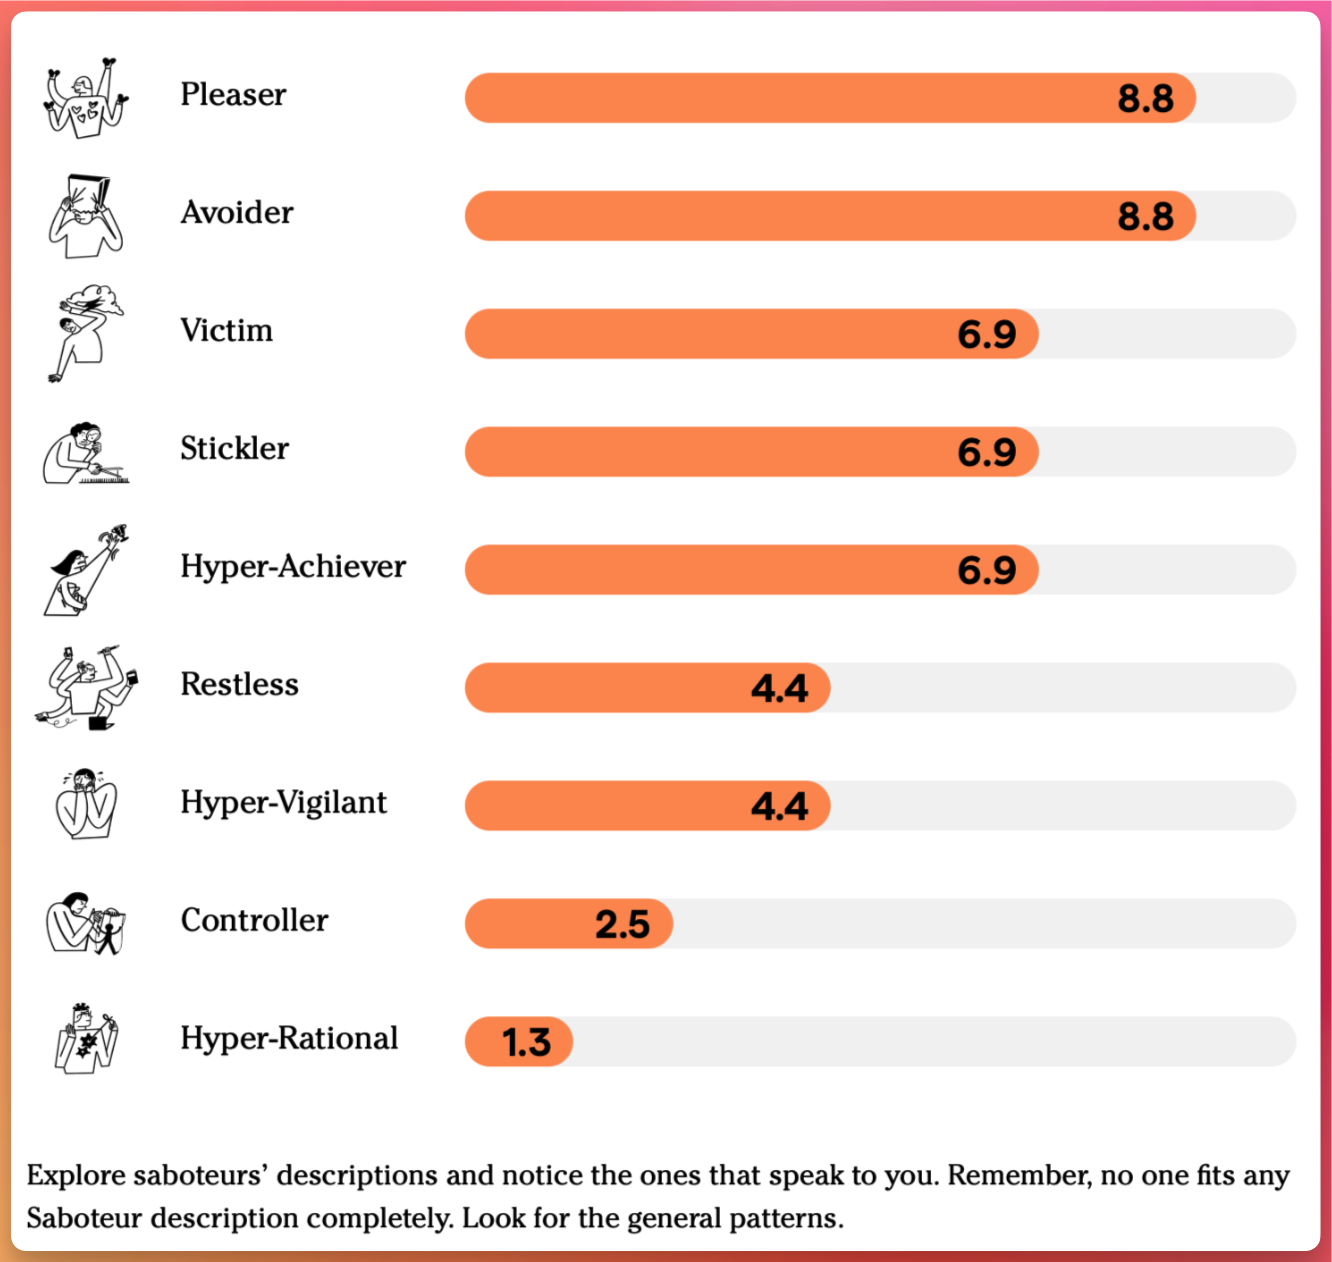 Pleaser 8.8
Avoider 8.8
Victim 6.9
Stickler 6.9
Hyper-Achiever 6.9
Restless 4.4
Hyper-Vigilant 4.4
Controller 2.5
Hyper-Rational 1.3
Explore saboteurs’ descriptions and notice the ones that speak to you. Remember, no one fits any
Saboteur description completely. Look for the general patterns.